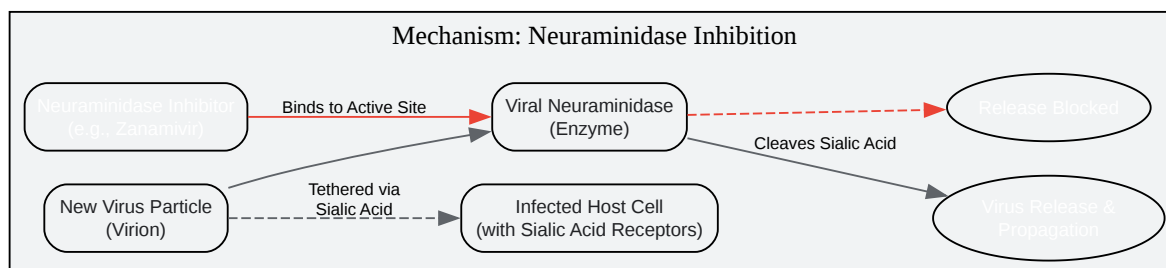 Mechanism: Neuraminidase Inhibition
Neuraminidase Inhibitor
(e.g., Zanamivir)
Binds to Active Site
Viral Neuraminidase
(Enzyme)
Release Blocked
Cleaves Sialic Acid
New Virus Particle
(Virion)
Tethered via
Sialic Acid
Infected Host Cell
(with Sialic Acid Receptors)
Virus Release &
Propagation